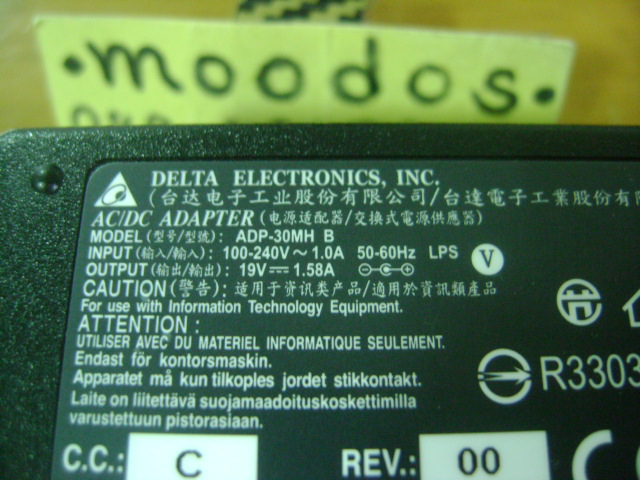 •moodos•
DELTA ELECTRONICS, INC.
(台达电子工业股份有限公司/台達電子工業股份有限
AC/DC ADAPTER (电源适配器/交換式電源供應器)
MODEL (型号/型號): ADP-30MH B
INPUT (输入/輸入): 100-240V ~ 1.0A 50-60Hz LPS V
OUTPUT (输出/輸出): 19V⎓1.58A
CAUTION (警告): 适用于资讯类产品/適用於資訊類產品
For use with Information Technology Equipment.
ATTENTION :
UTILISER AVEC DU MATERIEL INFORMATIQUE SEULEMENT.
Endast för kontorsmaskin.
Apparatet må kun tilkoples jordet stikkontakt.
R3303
Laite on liitettävä suojamaadoituskoskettimilla
varustettuun pistorasiaan.
C.C.: C REV.: 00 CE